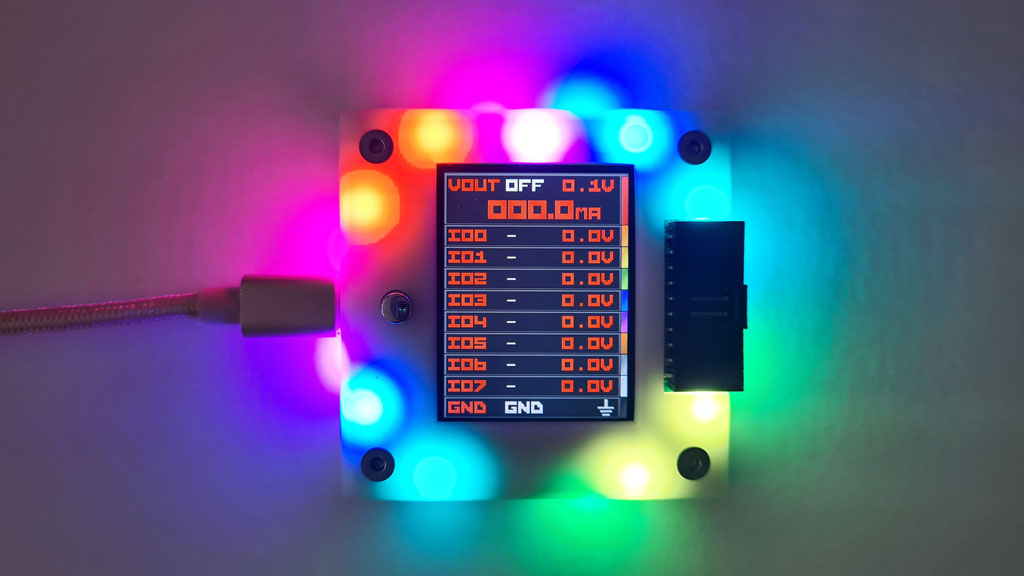 VOUT OFF 0.1V
000.0MA
IO0 - 0.0V
IO1 - 0.0V
IO2 - 0.0V
IO3 - 0.0V
IO4 - 0.0V
IO5 - 0.0V
IO6 - 0.0V
IO7 - 0.0V
GND GND